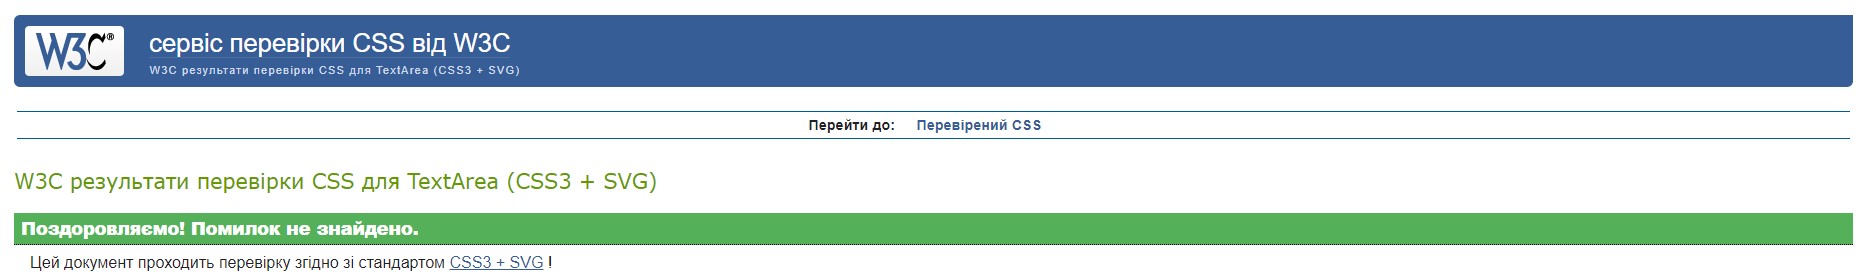 W3C®
сервіс перевірки CSS від W3C
W3C результати перевірки CSS для TextArea (CSS3 + SVG)
Перейти до: Перевірений CSS
W3C результати перевірки CSS для TextArea (CSS3 + SVG)
Поздоровляємо! Помилок не знайдено.
Цей документ проходить перевірку згідно зі стандартом CSS3 + SVG !